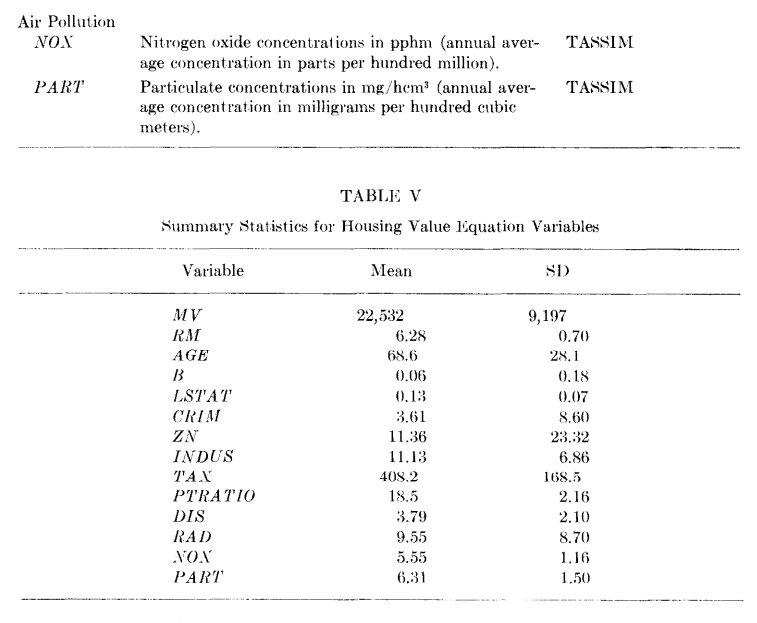 Air Pollution
NOX Nitrogen oxide concentrations in pphm (annual aver- TASSIM
age concentration in parts per hundred million).
PART Particulate concentrations in mg/hcm³ (annual aver- TASSIM
age concentration in milligrams per hundred cubic
meters).
TABLE V
Summary Statistics for Housing Value Equation Variables
Variable Mean SD
MV 22,532 9,197
RM 6.28 0.70
AGE 68.6 28.1
B 0.06 0.18
LSTAT 0.13 0.07
CRIM 3.61 8.60
ZN 11.36 23.32
INDUS 11.13 6.86
TAX 408.2 168.5
PTRATIO 18.5 2.16
DIS 3.79 2.10
RAD 9.55 8.70
NOX 5.55 1.16
PART 6.31 1.50